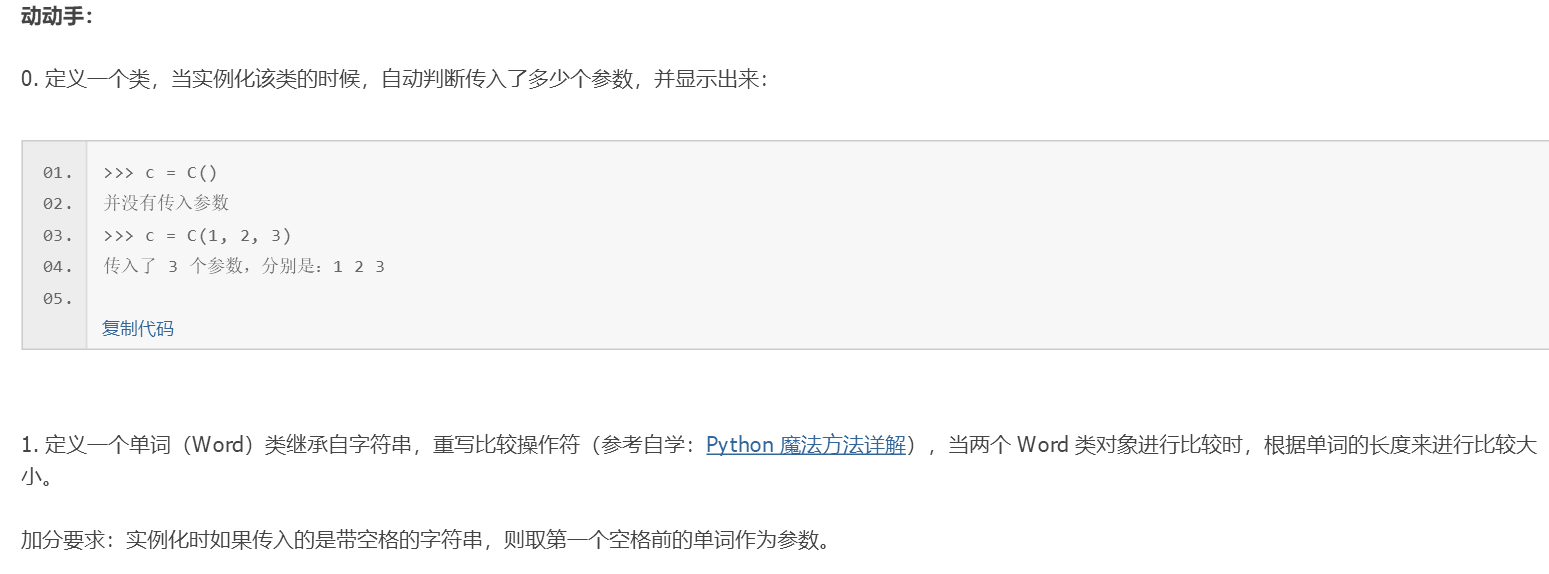 动动手：
0. 定义一个类，当实例化该类的时候，自动判断传入了多少个参数，并显示出来：
01. >>> c = C()
02. 并没有传入参数
03. >>> c = C(1, 2, 3)
04. 传入了 3 个参数，分别是：1 2 3
05.
复制代码
1. 定义一个单词（Word）类继承自字符串，重写比较操作符（参考自学：Python 魔法方法详解），当两个 Word 类对象进行比较时，根据单词的长度来进行比较大
小。
加分要求：实例化时如果传入的是带空格的字符串，则取第一个空格前的单词作为参数。